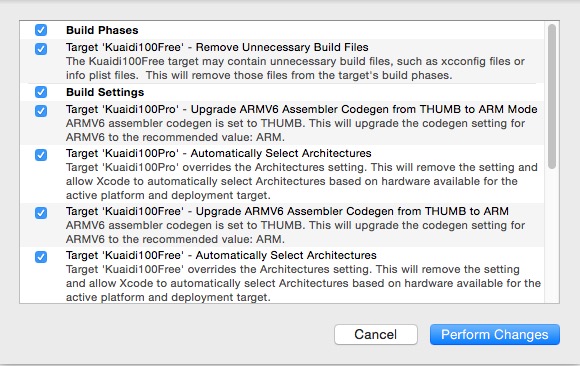 Build Phases
Target 'Kuaidi100Free' - Remove Unnecessary Build Files
The Kuaidi100Free target may contain unnecessary build files, such as xcconfig files or
info plist files.  This will remove those files from the target's build phases.
Build Settings
Target 'Kuaidi100Pro' - Upgrade ARMV6 Assembler Codegen from THUMB to ARM Mode
ARMV6 assembler codegen is set to THUMB. This will upgrade the codegen setting for
ARMV6 to the recommended value: ARM.
Target 'Kuaidi100Pro' - Automatically Select Architectures
Target 'Kuaidi100Pro' overrides the Architectures setting. This will remove the setting and
allow Xcode to automatically select Architectures based on hardware available for the
active platform and deployment target.
Target 'Kuaidi100Free' - Upgrade ARMV6 Assembler Codegen from THUMB to ARM
ARMV6 assembler codegen is set to THUMB. This will upgrade the codegen setting for
ARMV6 to the recommended value: ARM.
Target 'Kuaidi100Free' - Automatically Select Architectures
Target 'Kuaidi100Free' overrides the Architectures setting. This will remove the setting
and allow Xcode to automatically select Architectures based on hardware available for the
active platform and deployment target.
Cancel
Perform Changes